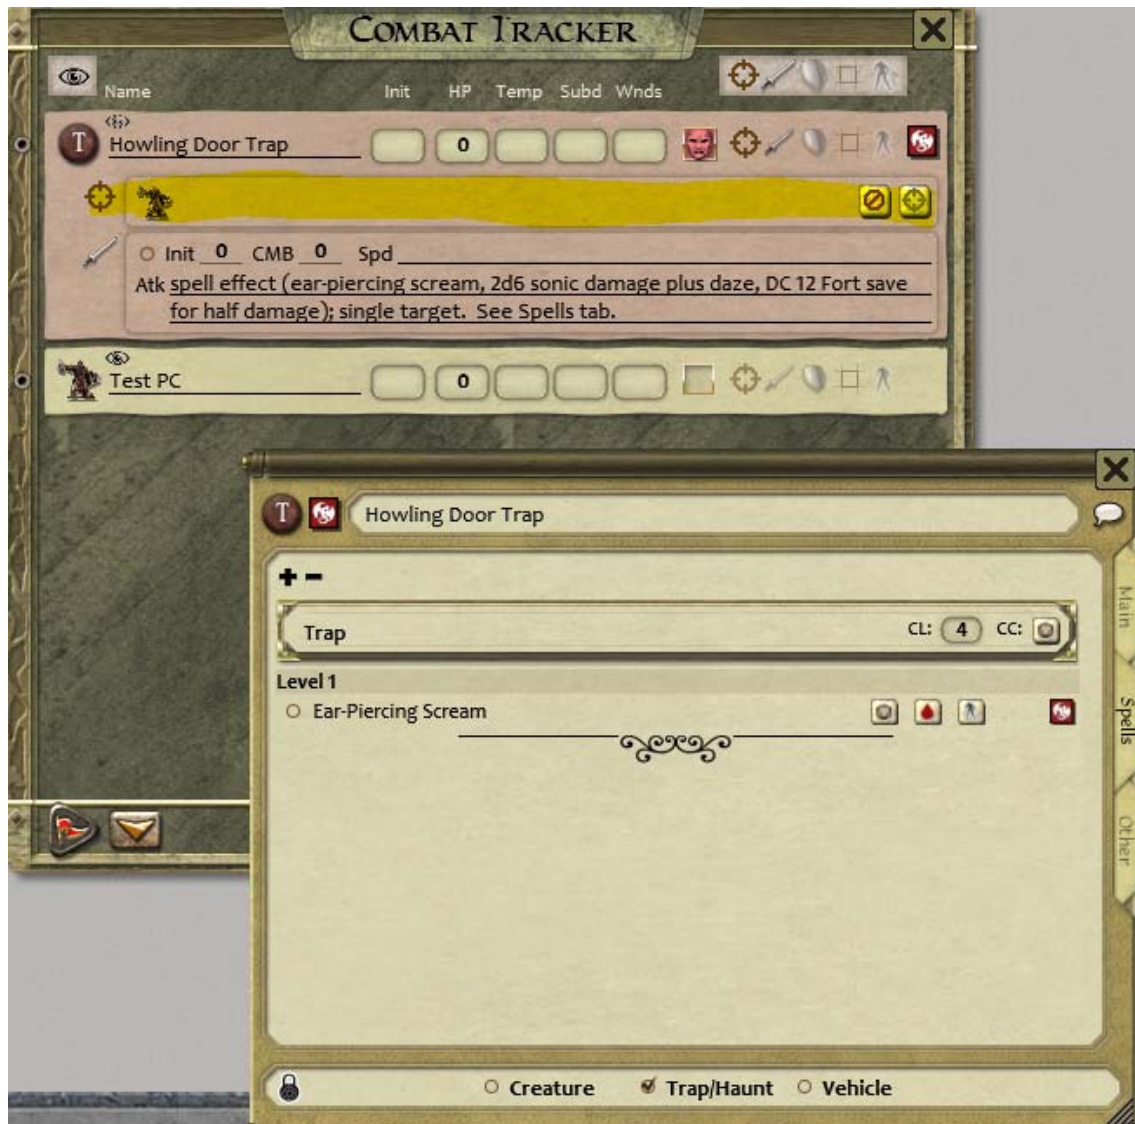 COMBAT TRACKER
Name Init HP Temp Subd Wnds
T Howling Door Trap 0
Init 0 CMB 0 Spd
Atk spell effect (ear-piercing scream, 2d6 sonic damage plus daze, DC 12 Fort save
for half damage); single target. See Spells tab.
Test PC 0
T Howling Door Trap
Main
Trap CL: 4 CC:
Level 1
Ear-Piercing Scream
Spells
Other
Creature Trap/Haunt Vehicle